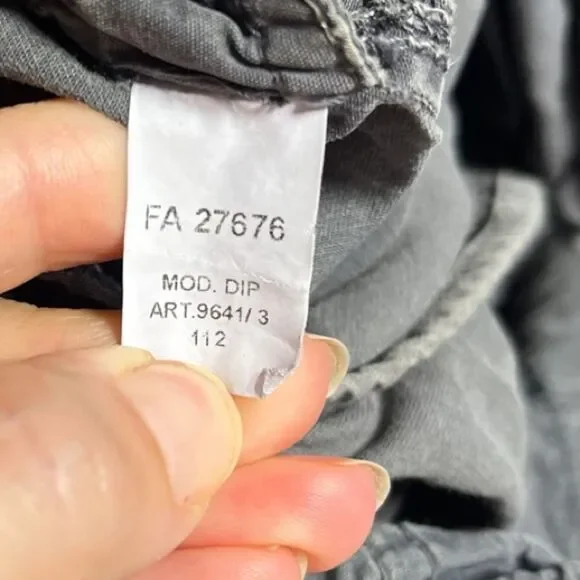 FA 27676
MOD. DIP
ART.9641/ 3
112